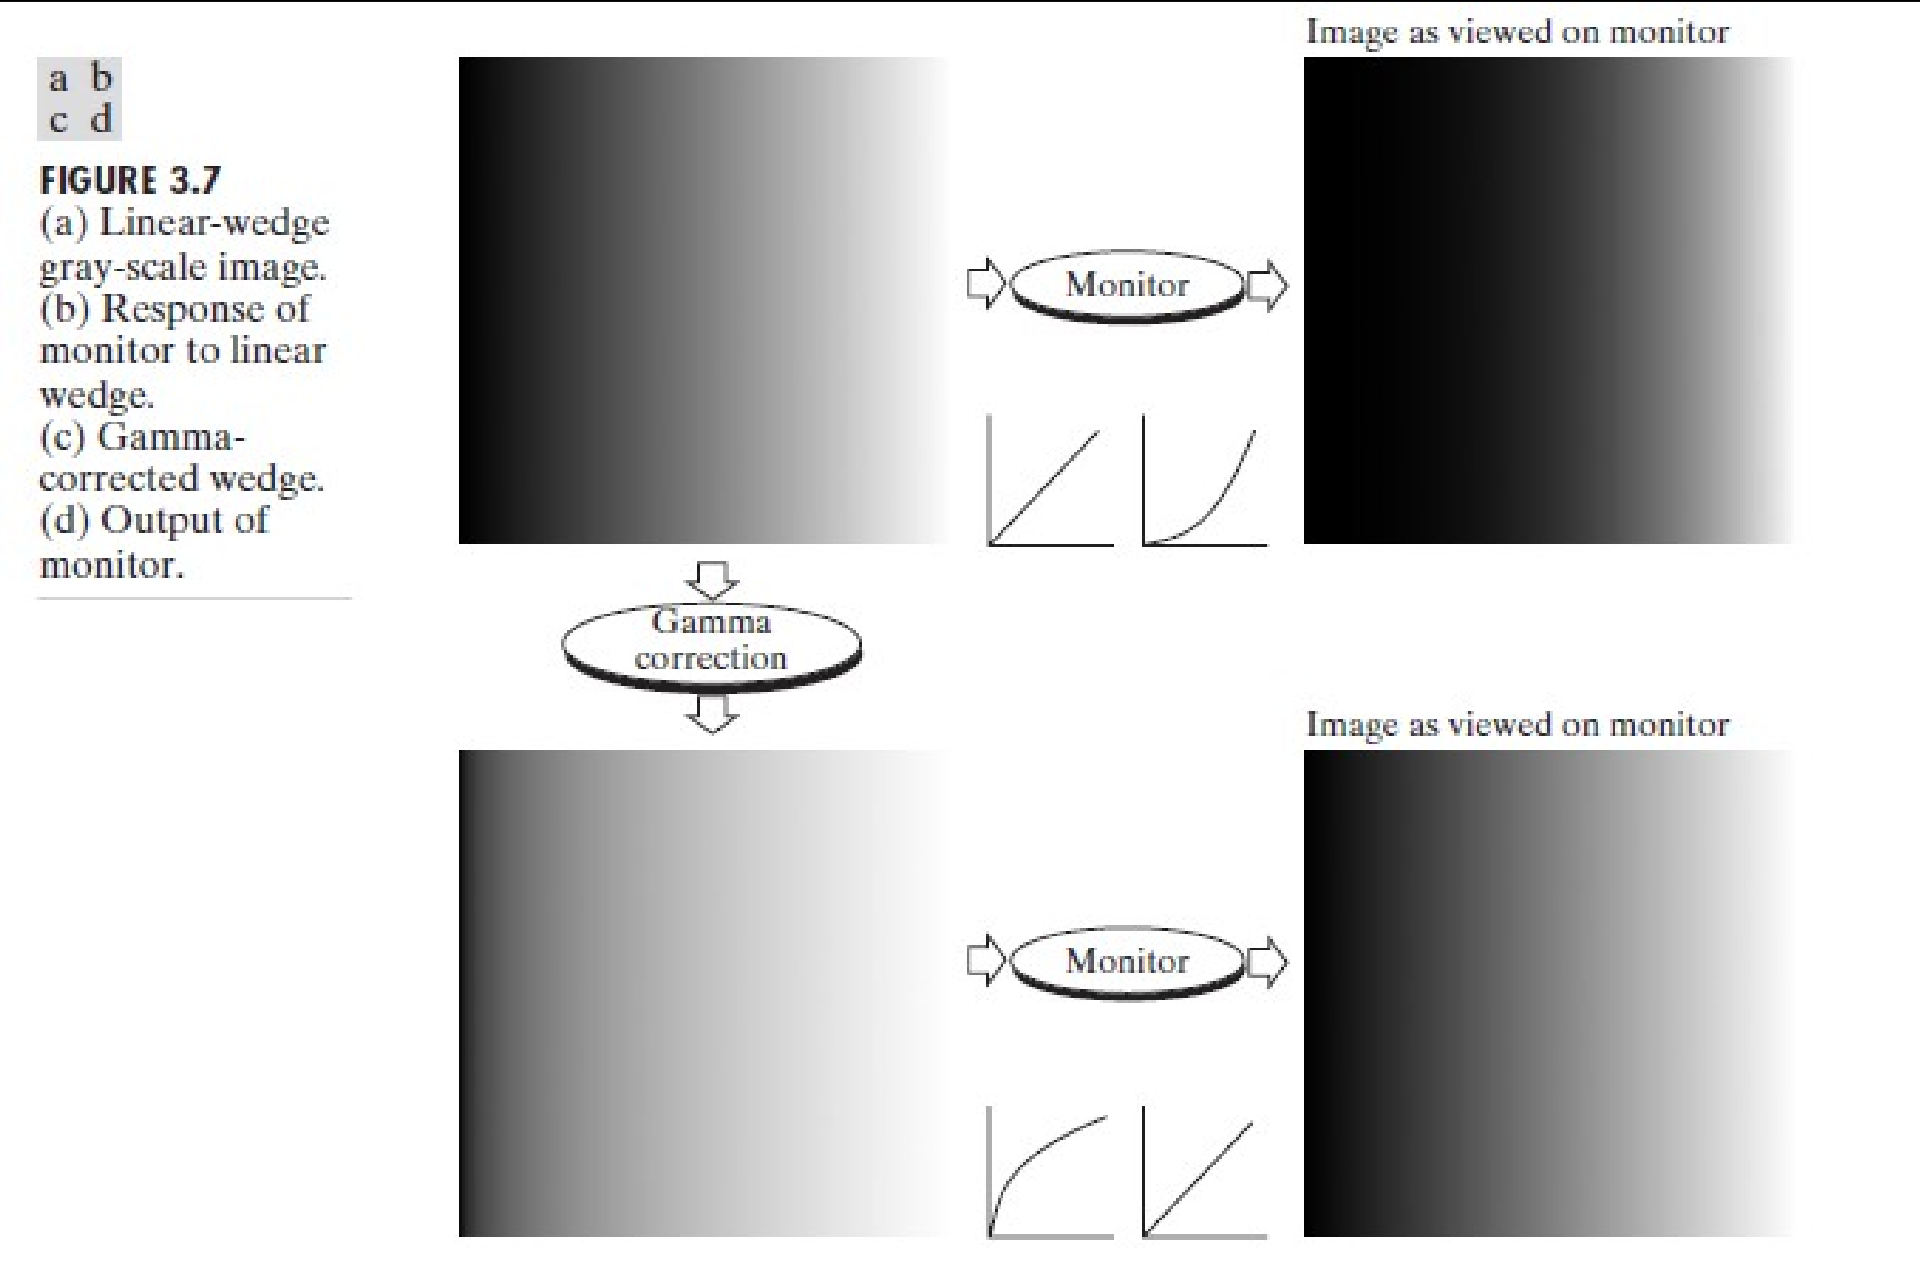 a b
c d
FIGURE 3.7
(a) Linear-wedge
gray-scale image.
(b) Response of
monitor to linear
wedge.
(c) Gamma-
corrected wedge.
(d) Output of
monitor.
Image as viewed on monitor
Monitor
Gamma
correction
Image as viewed on monitor
Monitor